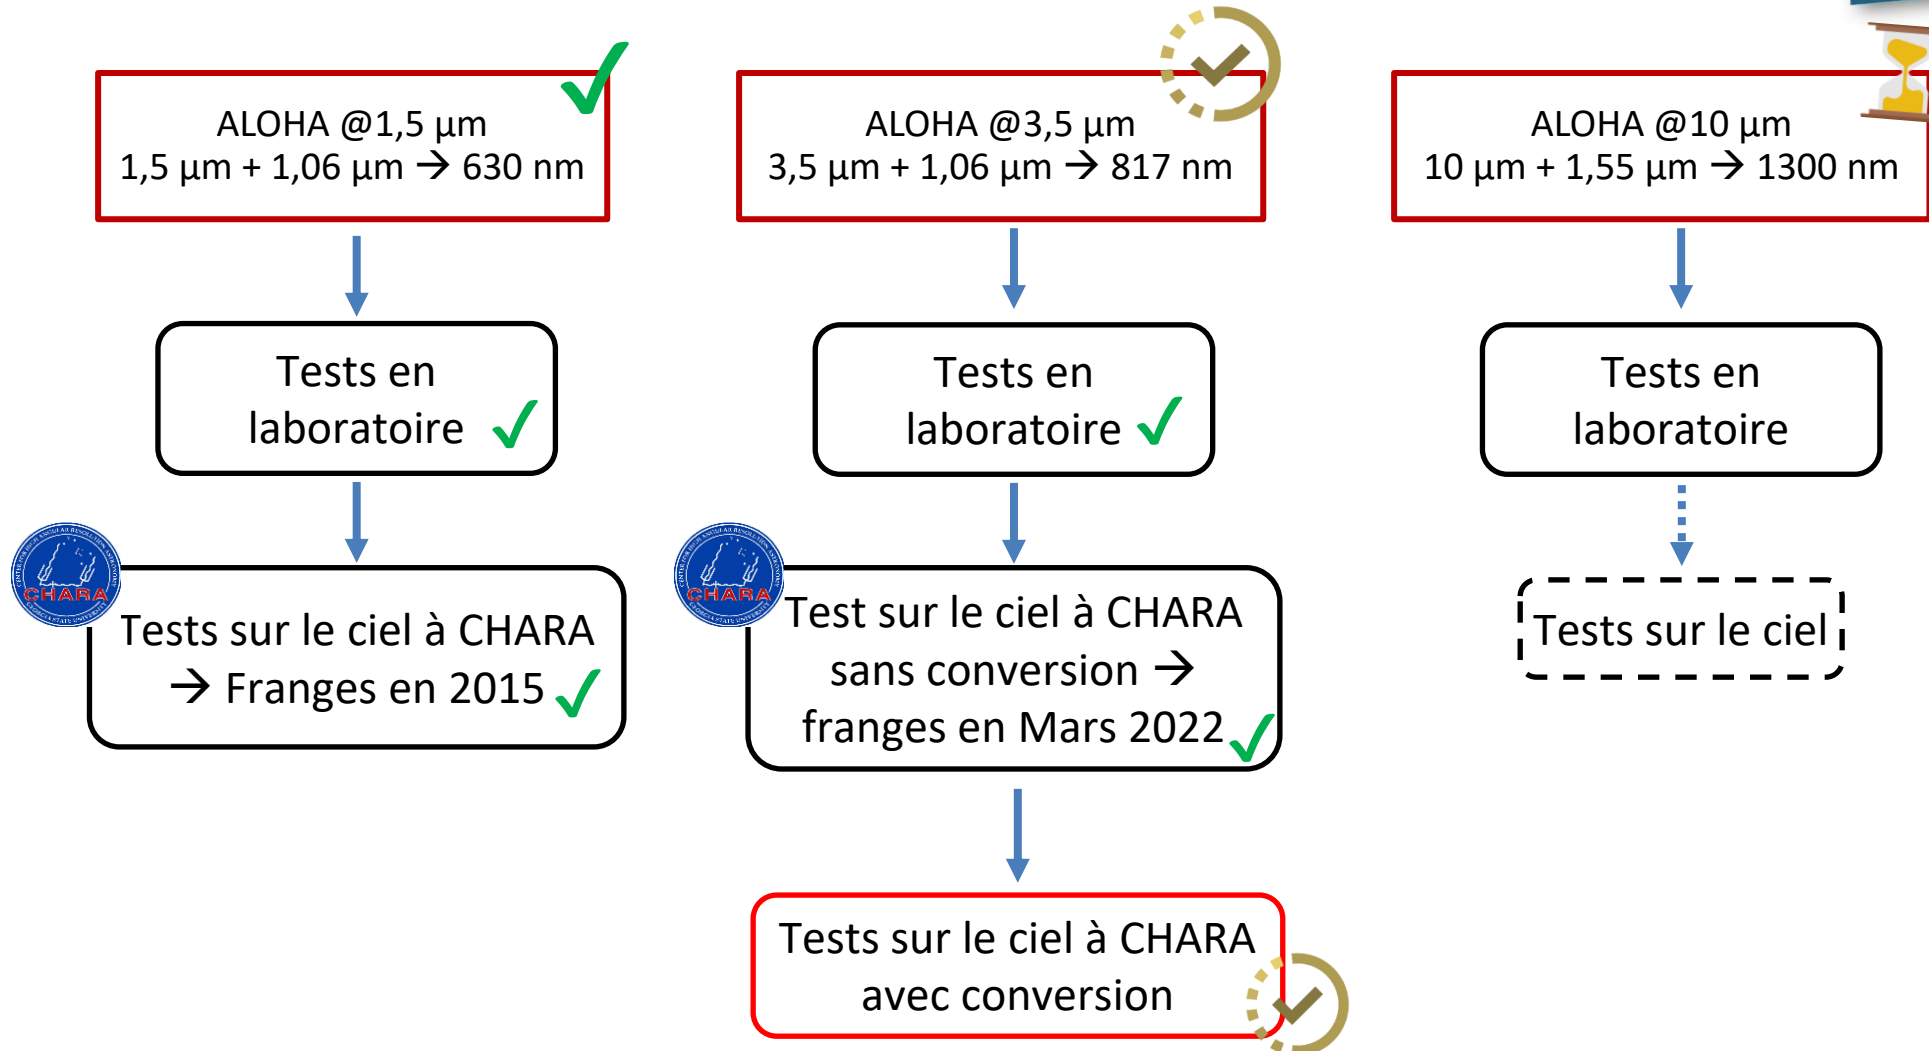 ALOHA @1,5 µm
1,5 µm + 1,06 µm → 630 nm
Tests en
laboratoire
CHARA
Tests sur le ciel à CHARA
→ Franges en 2015
ALOHA @3,5 µm
3,5 µm + 1,06 µm → 817 nm
Tests en
laboratoire
CHARA
Test sur le ciel à CHARA
sans conversion →
franges en Mars 2022
Tests sur le ciel à CHARA
avec conversion
ALOHA @10 µm
10 µm + 1,55 µm → 1300 nm
Tests en
laboratoire
Tests sur le ciel